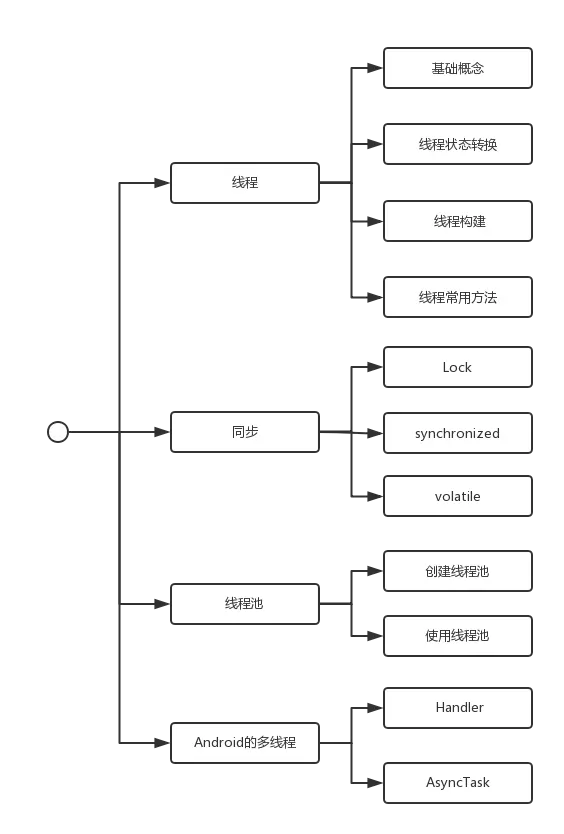 线程
基础概念
线程状态转换
线程构建
线程常用方法
同步
Lock
synchronized
volatile
线程池
创建线程池
使用线程池
Android的多线程
Handler
AsyncTask